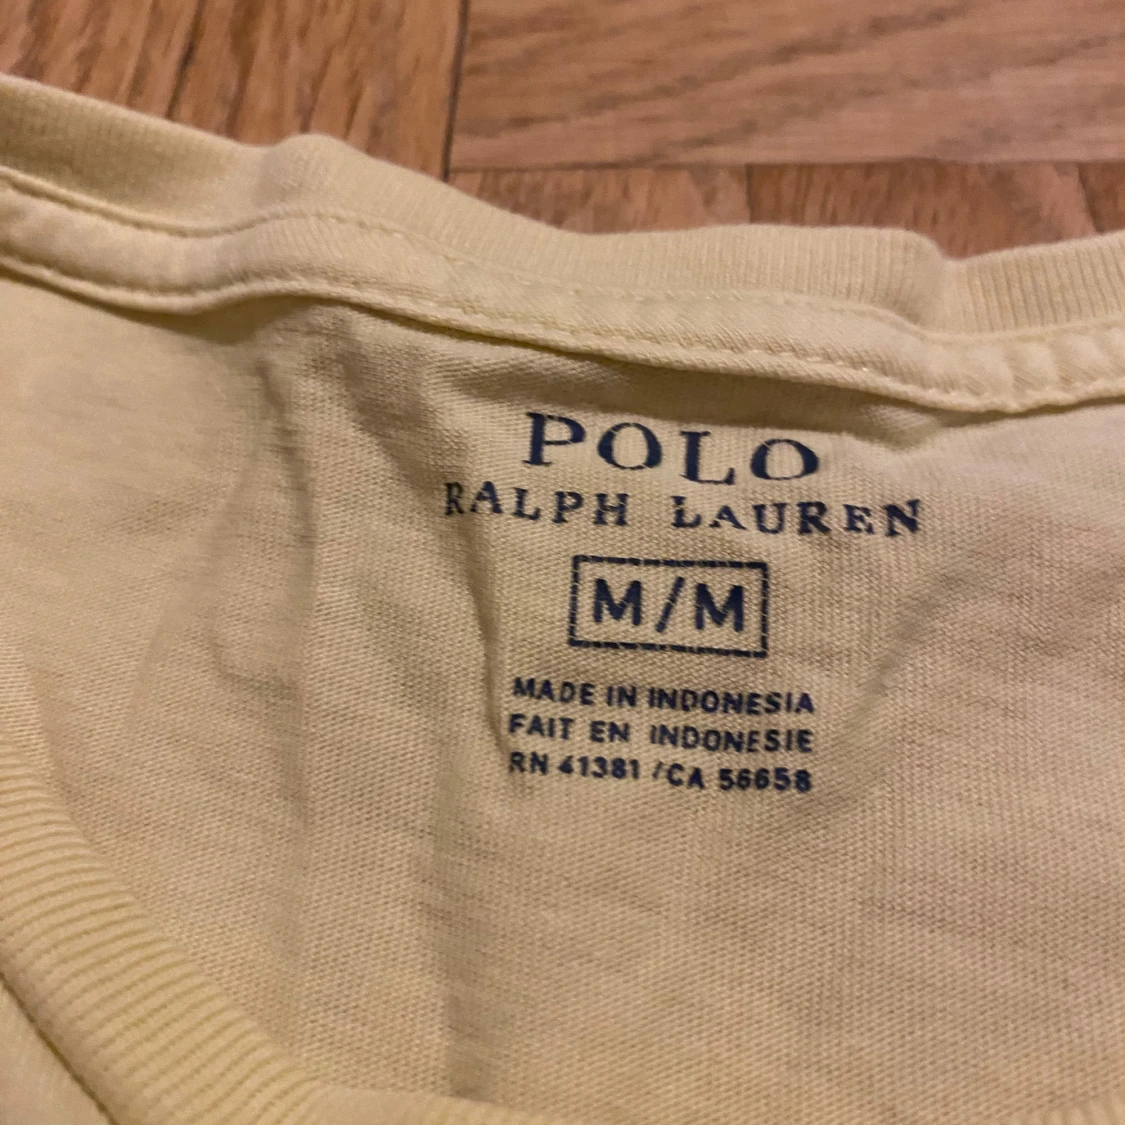 POLO
RALPH LAUREN
M/M
MADE IN INDONESIA
FAIT EN INDONESIE
RN 41381 /CA 56658